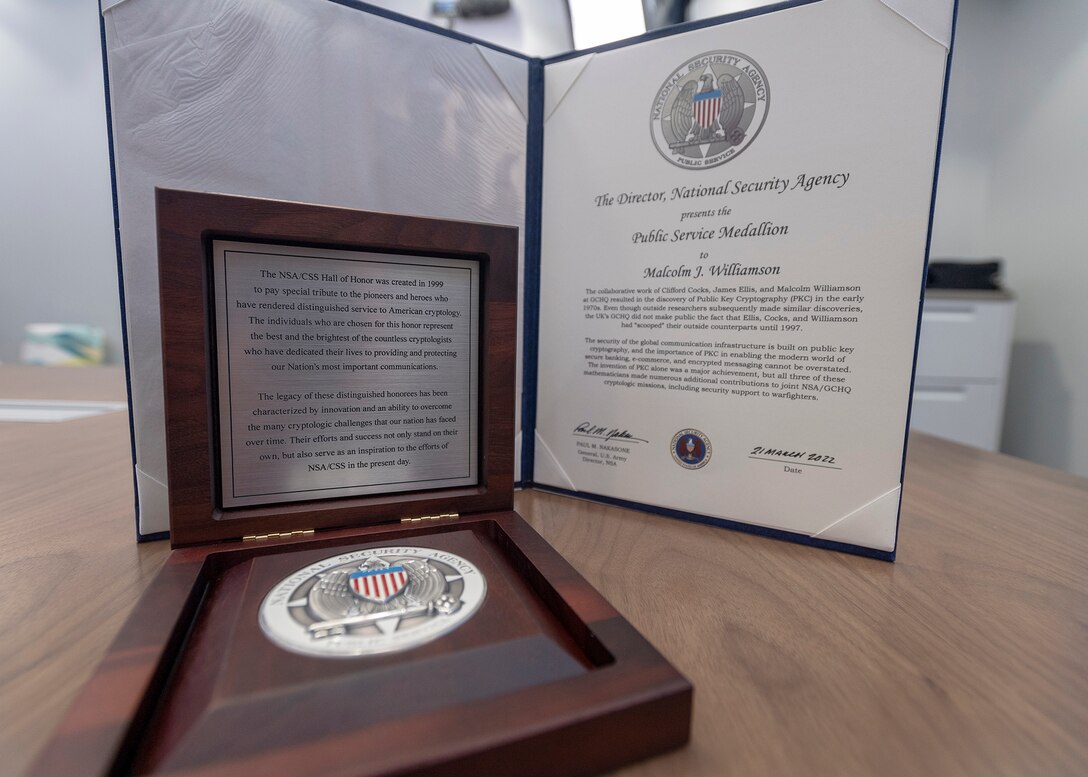 The NSA/CSS Hall of Honor was created in 1999
to pay special tribute to the pioneers and heroes who
have rendered distinguished service to American cryptology.
The individuals who are chosen for this honor represent
the best and the brightest of the countless cryptologists
who have dedicated their lives to providing and protecting
our Nation's most important communications.
The legacy of these distinguished honorees has been
characterized by innovation and an ability to overcome
the many cryptologic challenges that our nation has faced
over time. Their efforts and success not only stand on their
own, but also serve as an inspiration to the efforts of
NSA/CSS in the present day.
NATIONAL SECURITY AGENCY
PUBLIC SERVICE
NATIONAL SECURITY AGENCY
PUBLIC SERVICE
The Director, National Security Agency
presents the
Public Service Medallion
to
Malcolm J. Williamson
The collaborative work of Clifford Cocks, James Ellis, and Malcolm Williamson
at GCHQ resulted in the discovery of Public Key Cryptography (PKC) in the early
1970s. Even though outside researchers subsequently made similar discoveries,
the UK's GCHQ did not make public the fact that Ellis, Cocks, and Williamson
had "scooped" their outside counterparts until 1997.
The security of the global communication infrastructure is built on public key
cryptography, and the importance of PKC in enabling the modern world of
secure banking, e-commerce, and encrypted messaging cannot be overstated.
The invention of PKC alone was a major achievement, but all three of these
mathematicians made numerous additional contributions to joint NSA/GCHQ
cryptologic missions, including security support to warfighters.
Paul M. Nakasone
PAUL M. NAKASONE
General, U.S. Army
Director, NSA
21 MARCH 2022
Date